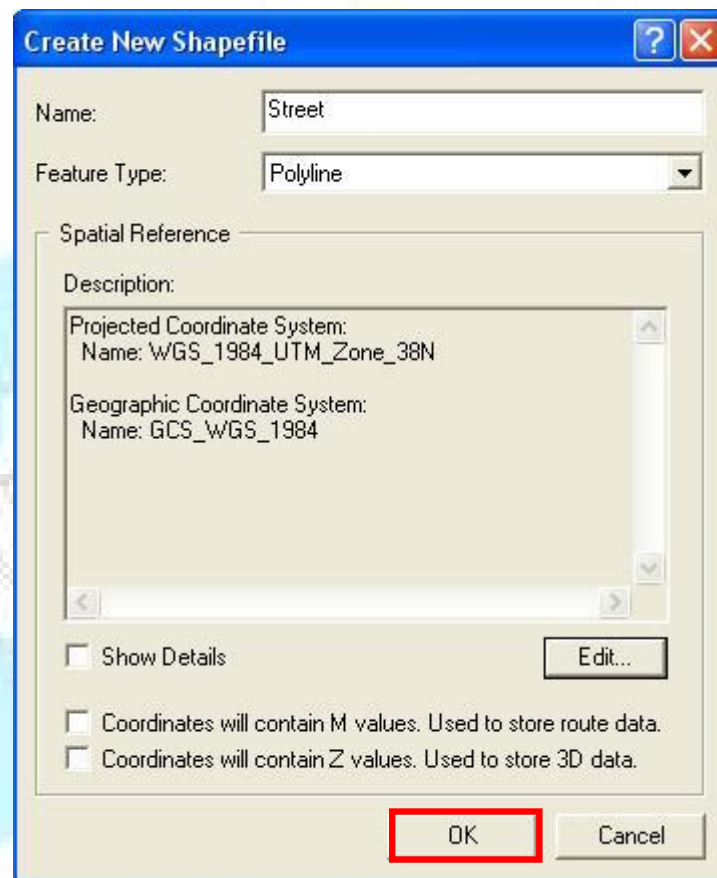 Create New Shapefile
Name:
Street
Feature Type:
Polyline
Spatial Reference
Description:
Projected Coordinate System:
Name: WGS_1984_UTM_Zone_38N
Geographic Coordinate System:
Name: GCS_WGS_1984
Show Details
Edit...
Coordinates will contain M values. Used to store route data.
Coordinates will contain Z values. Used to store 3D data.
OK
Cancel